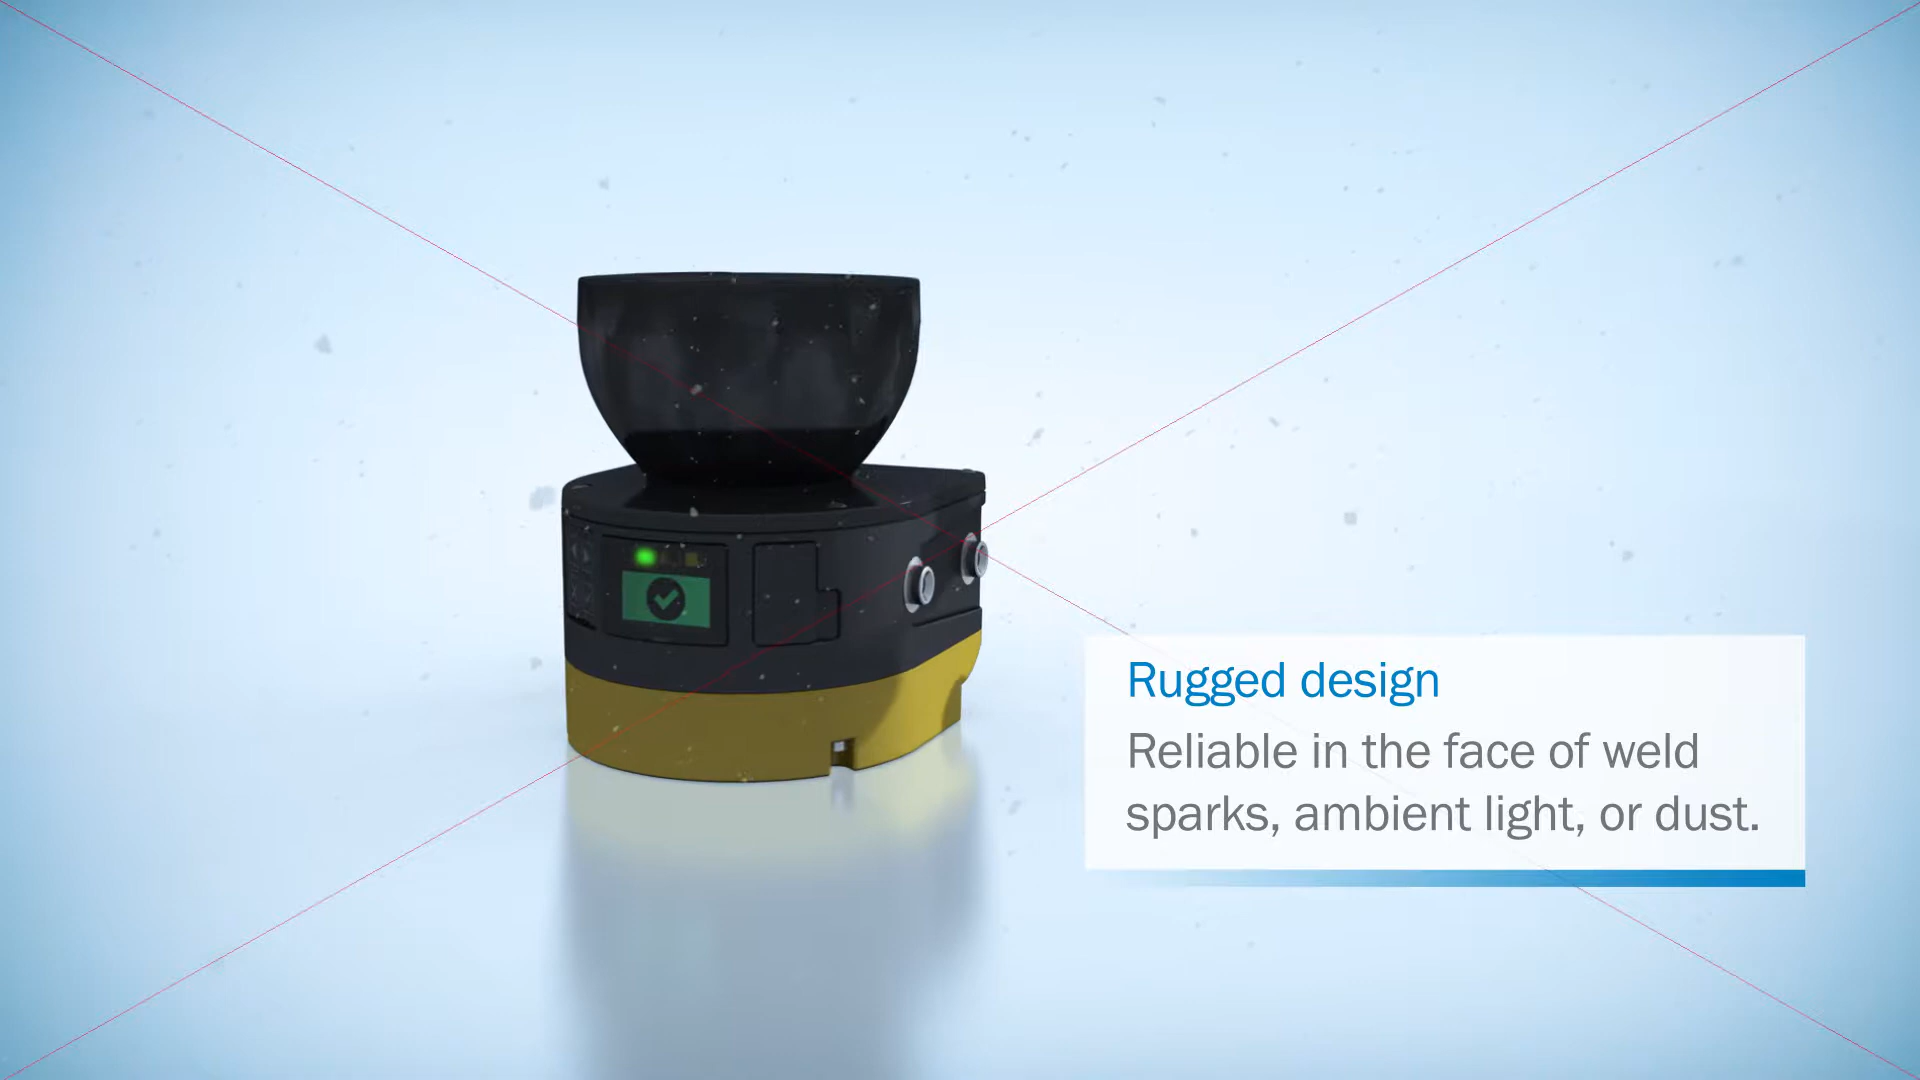 Rugged design
Reliable in the face of weld
sparks, ambient light, or dust.